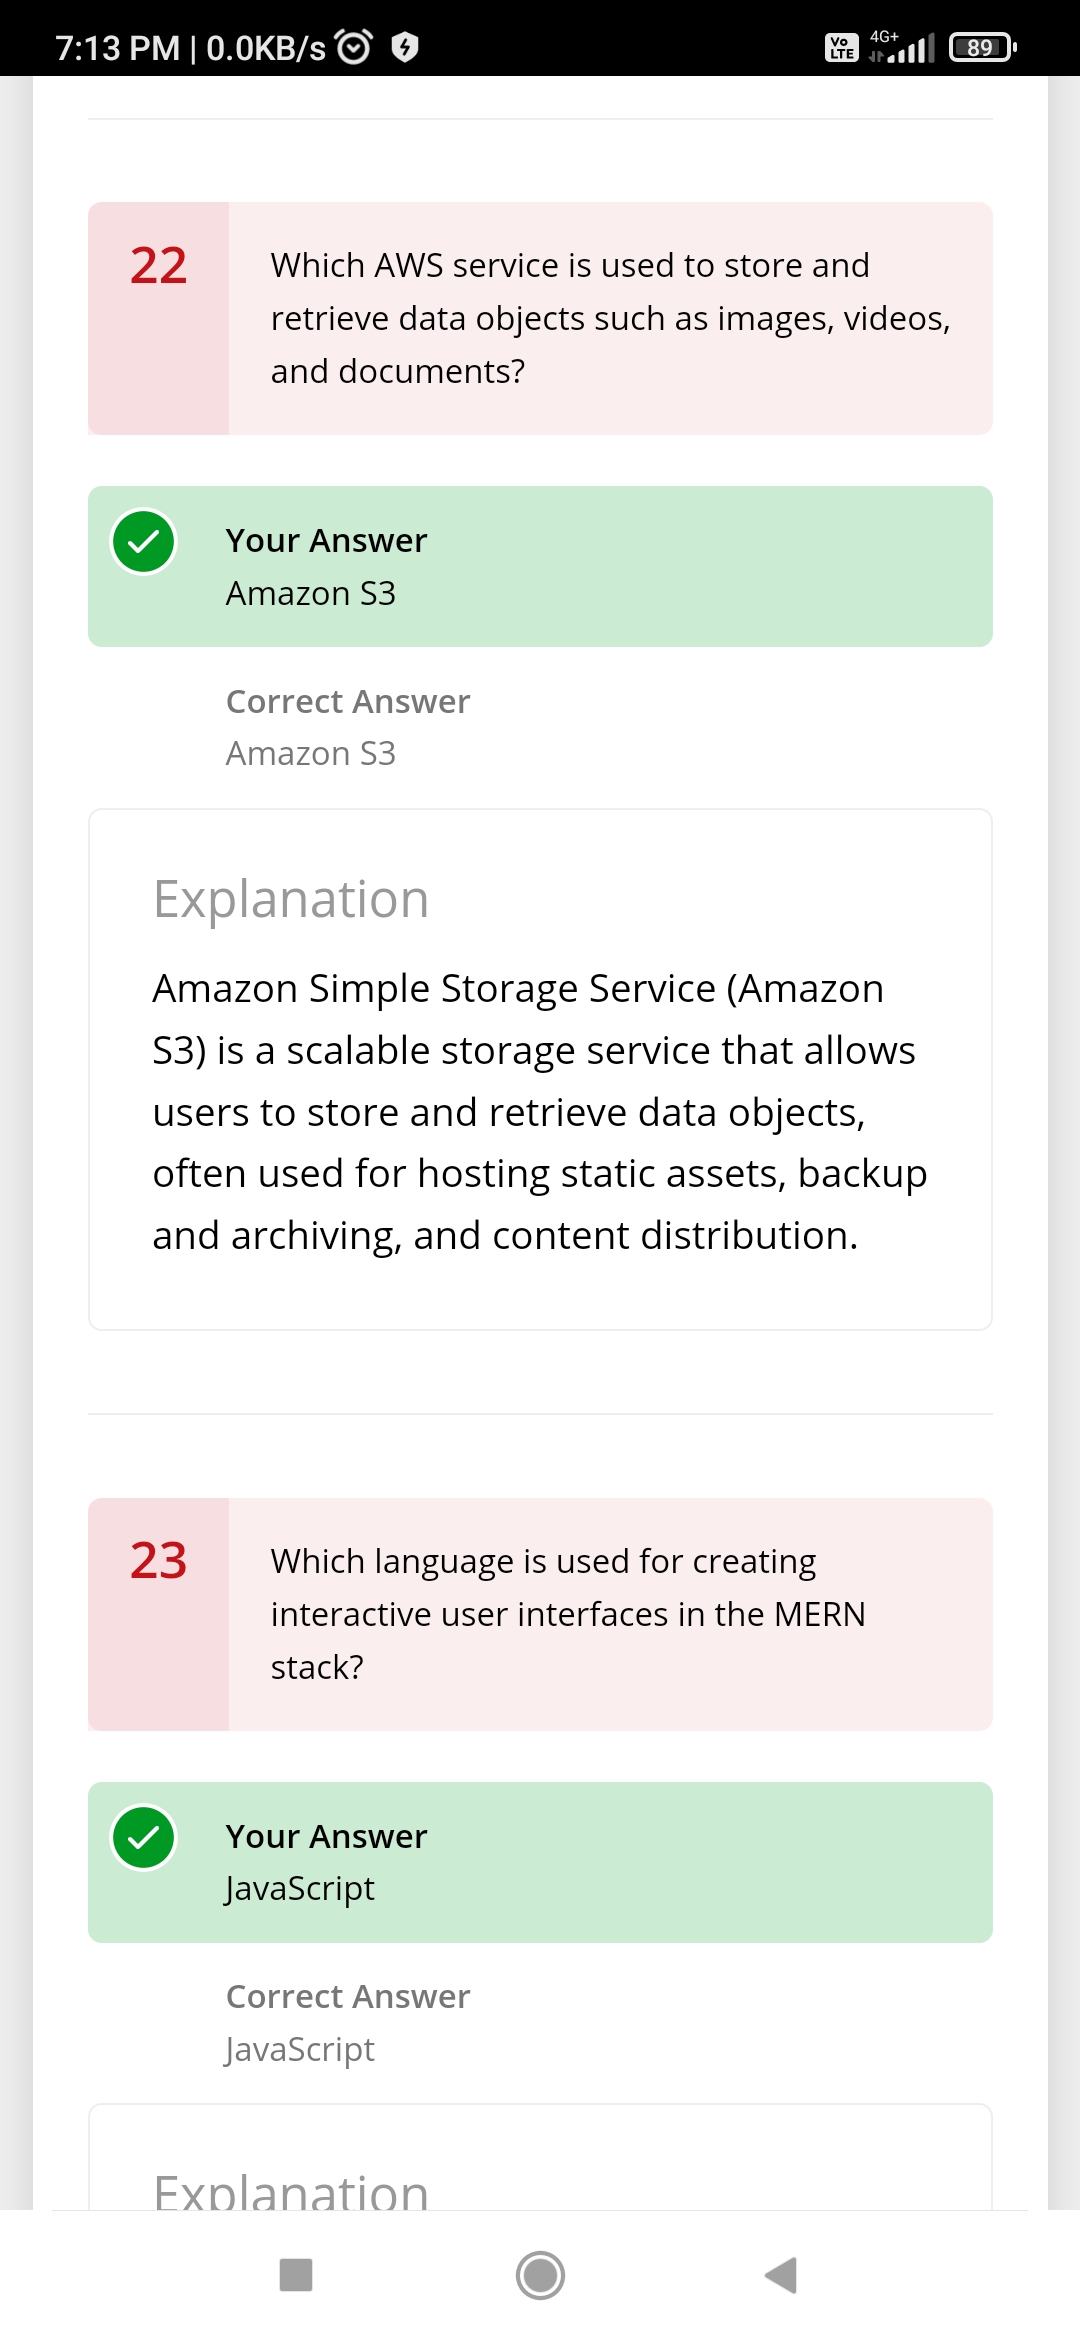 7:13 PM | 0.0KB/s
Vo LTE 4G+ 89
22
Which AWS service is used to store and
retrieve data objects such as images, videos,
and documents?
Your Answer
Amazon S3
Correct Answer
Amazon S3
Explanation
Amazon Simple Storage Service (Amazon
S3) is a scalable storage service that allows
users to store and retrieve data objects,
often used for hosting static assets, backup
and archiving, and content distribution.
23
Which language is used for creating
interactive user interfaces in the MERN
stack?
Your Answer
JavaScript
Correct Answer
JavaScript
Explanation